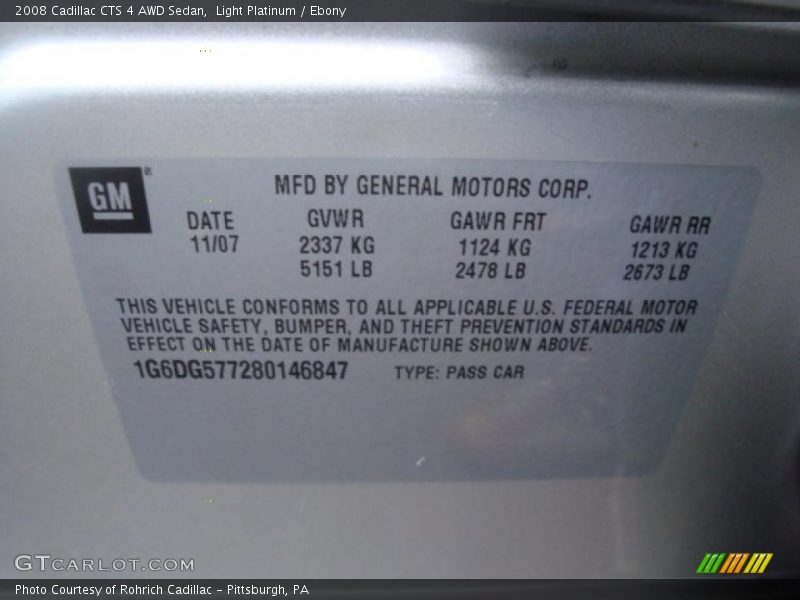 2008 Cadillac CTS 4 AWD Sedan,  Light Platinum / Ebony
GM
MFD BY GENERAL MOTORS CORP.
DATE GVWR GAWR FRT GAWR RR
11/07 2337 KG 1124 KG 1213 KG
5151 LB 2478 LB 2673 LB
THIS VEHICLE CONFORMS TO ALL APPLICABLE U.S. FEDERAL MOTOR
VEHICLE SAFETY, BUMPER, AND THEFT PREVENTION STANDARDS IN
EFFECT ON THE DATE OF MANUFACTURE SHOWN ABOVE.
1G6DG577280146847 TYPE: PASS CAR
GTCARLOT.COM
Photo Courtesy of Rohrich Cadillac - Pittsburgh, PA